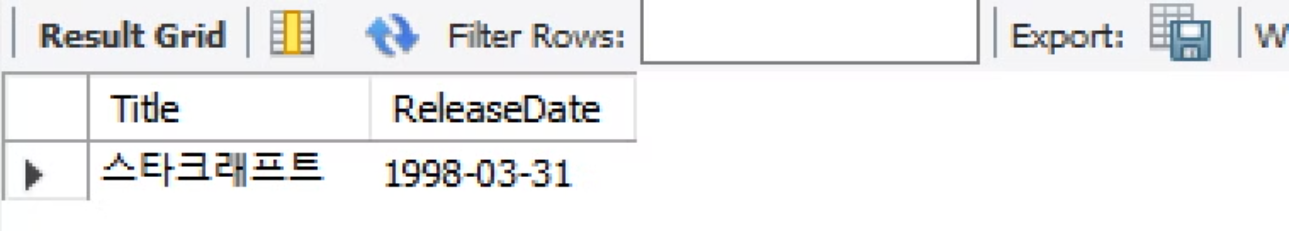 Result Grid Filter Rows: Export: W
Title ReleaseDate
스타크래프트 1998-03-31